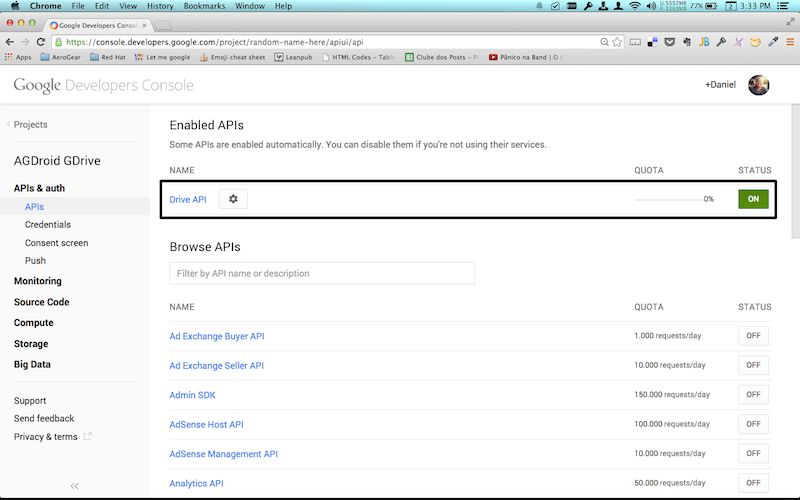 Chrome File Edit View History Bookmarks Window Help
77% 2 3:33 PM
Google Developers Consol
https://console.developers.google.com/project/random-name-here/apiui/api
Apps AeroGear Red Hat Let me google Emoji cheat sheet Leanpub HTML Codes - Table Clube dos Posts - P Pânico na Band | O
Google Developers Console
+Daniel
Projects
AGDroid GDrive
APIs & auth
APIs
Credentials
Consent screen
Push
Monitoring
Source Code
Compute
Storage
Big Data
Support
Send feedback
Privacy & terms
Enabled APIs
Some APIs are enabled automatically. You can disable them if you're not using their services.
NAME QUOTA STATUS
Drive API 0% ON
Browse APIs
Filter by API name or description
NAME QUOTA STATUS
Ad Exchange Buyer API 1.000 requests/day OFF
Ad Exchange Seller API 10.000 requests/day OFF
Admin SDK 150.000 requests/day OFF
AdSense Host API 100.000 requests/day OFF
AdSense Management API 10.000 requests/day OFF
Analytics API 50.000 requests/day OFF